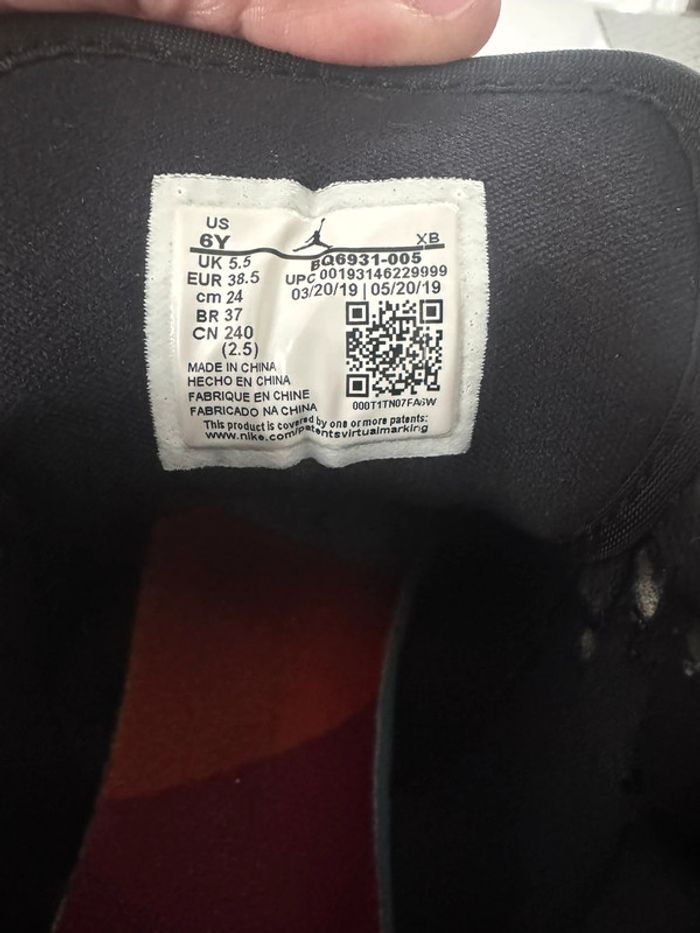 US
6Y XB
UK 5.5 BQ6931-005
EUR 38.5 UPC 00193146229999
cm 24 03/20/19 | 05/20/19
BR 37
CN 240
(2.5)
MADE IN CHINA
HECHO EN CHINA
FABRIQUE EN CHINE
FABRICADO NA CHINA
000T1TN07FA6W
This product is covered by one or more patents:
www.nike.com/patentsvirtualmarking